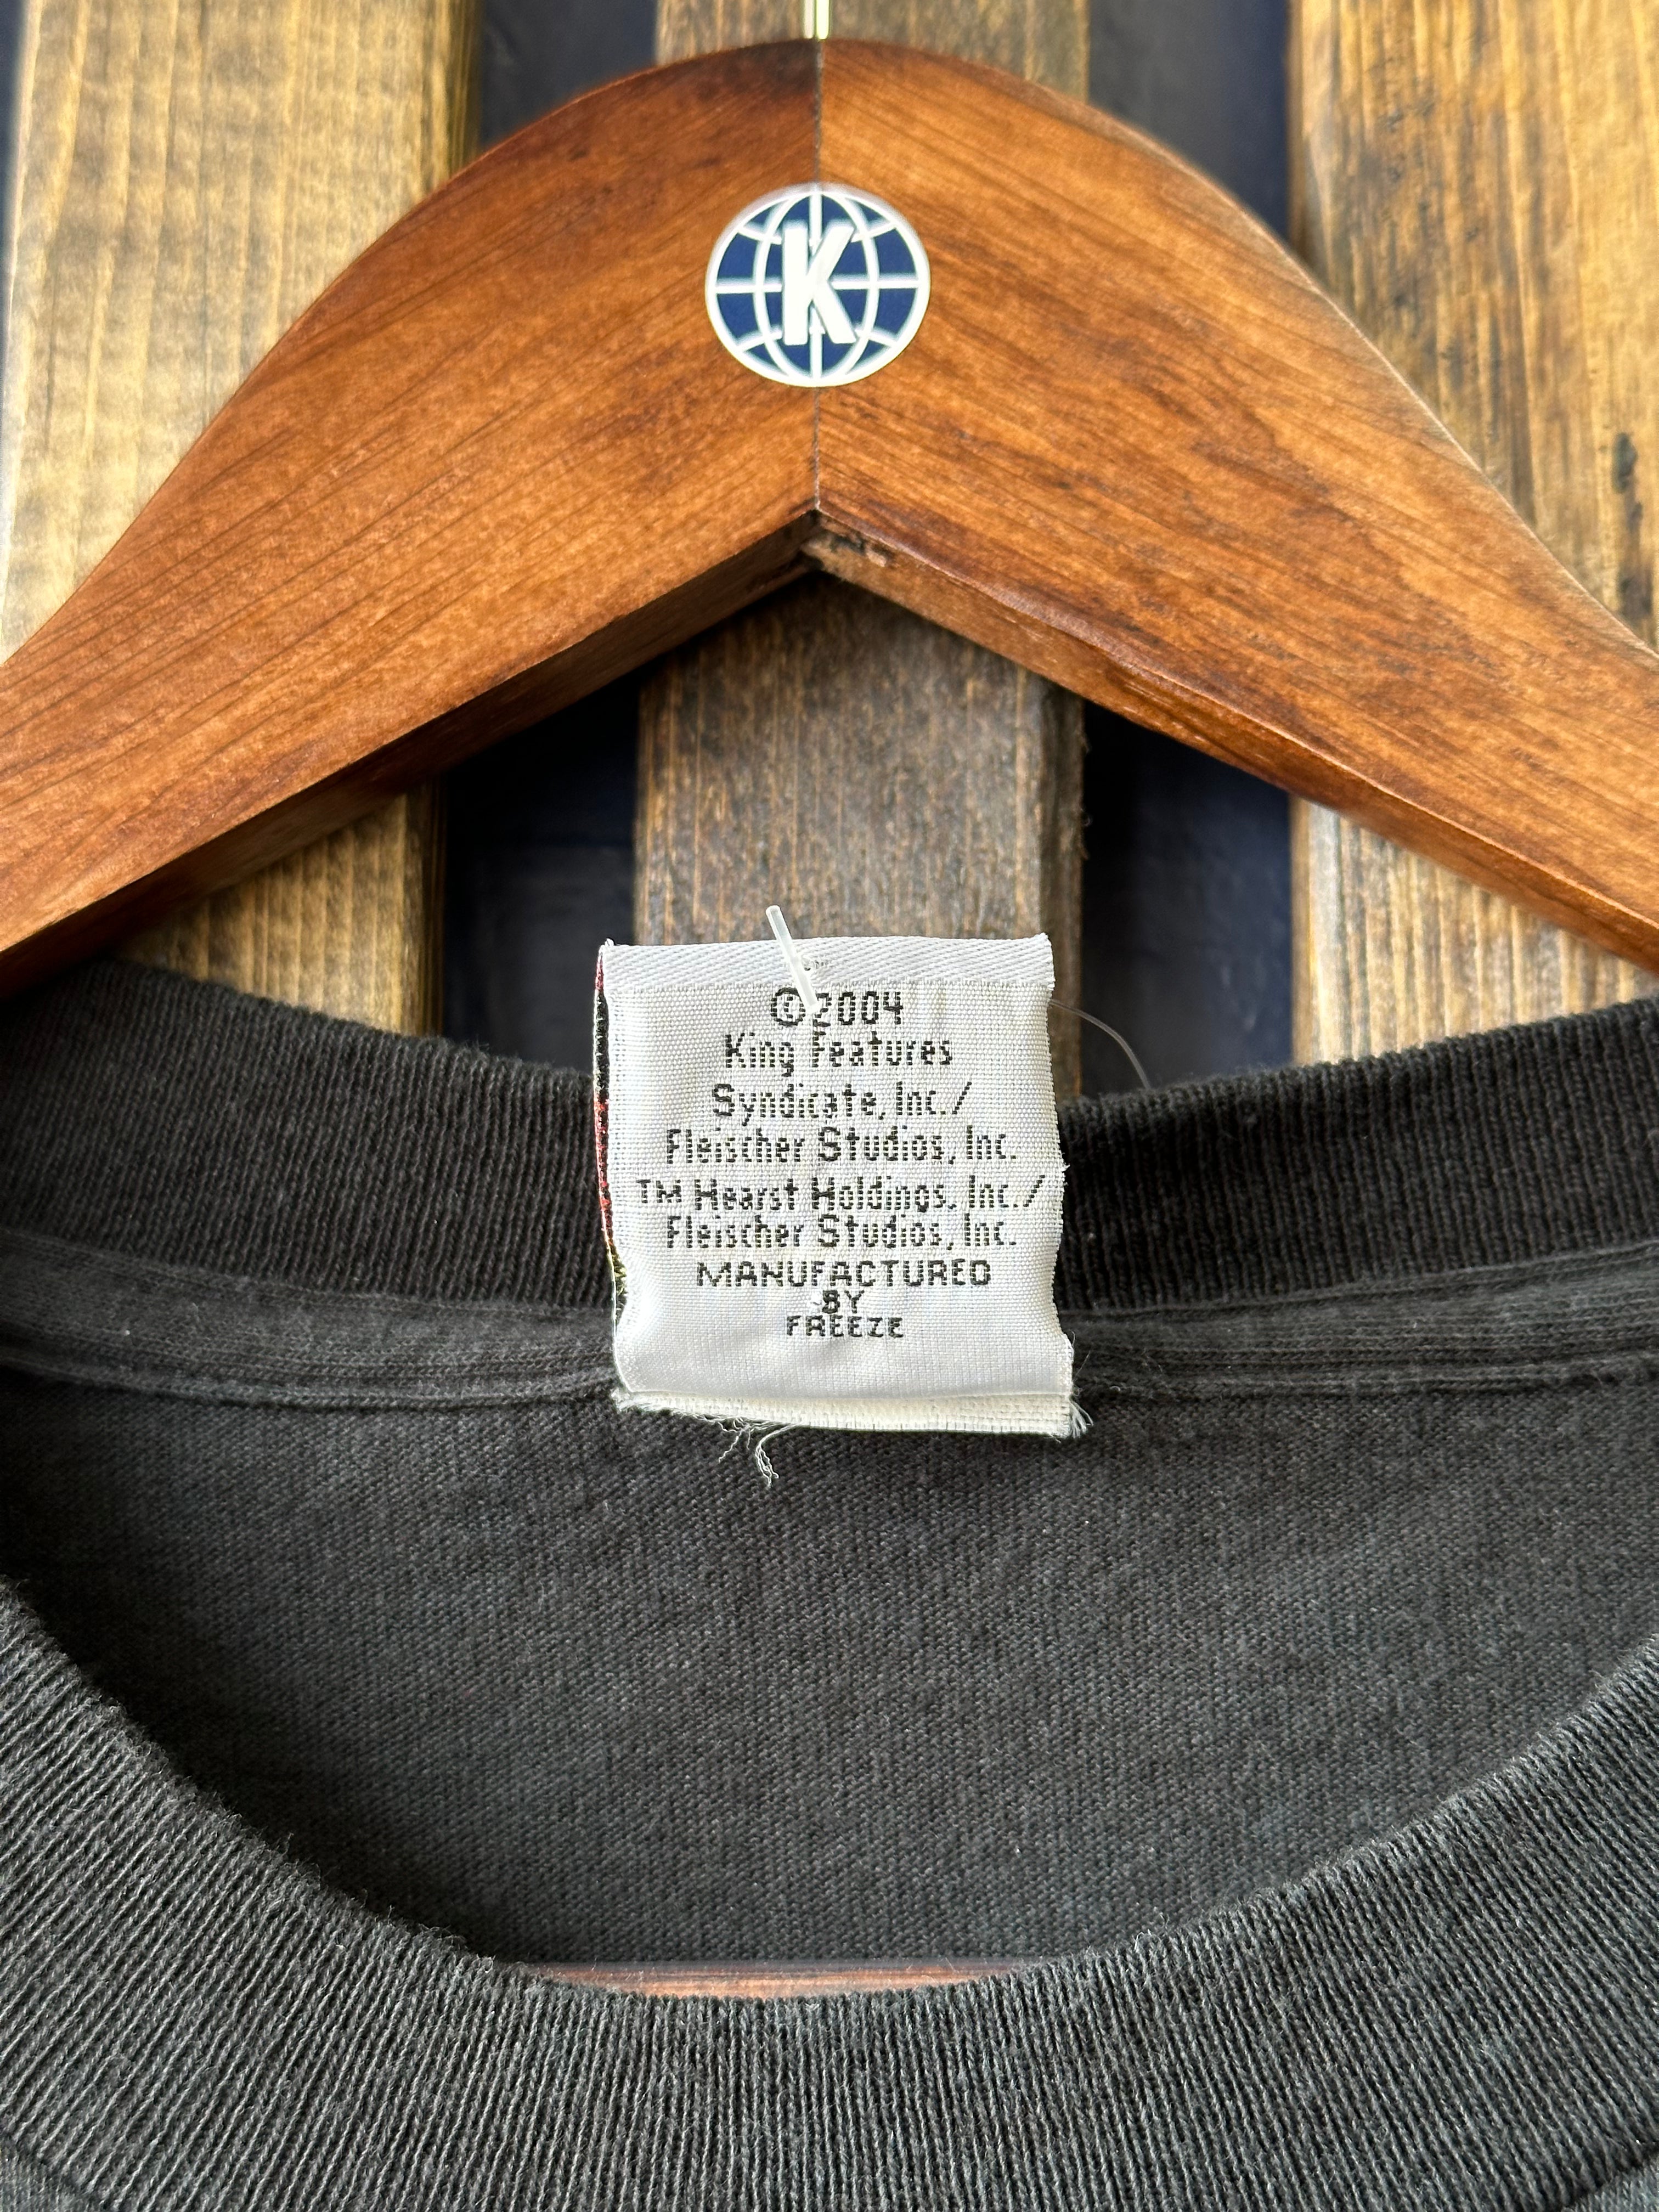 K
©2004
King Features
Syndicate, Inc./
Fleischer Studios, Inc.
TM Hearst Holdings, Inc./
Fleischer Studios, Inc.
MANUFACTURED
BY
FREEZE